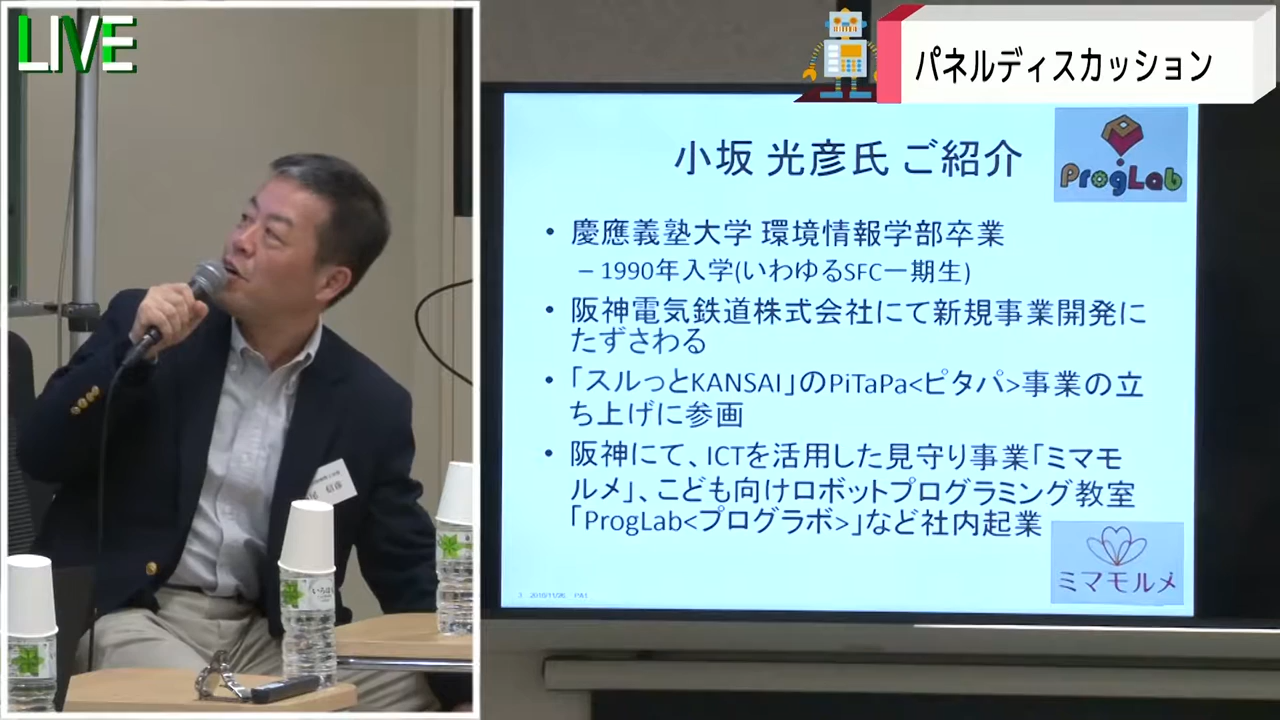 LIVE
パネルディスカッション
小坂 光彦氏 ご紹介
ProgLab
• 慶應義塾大学 環境情報学部卒業
– 1990年入学(いわゆるSFC一期生)
• 阪神電気鉄道株式会社にて新規事業開発に
たずさわる
• 「スルっとKANSAI」のPiTaPa<ピタパ>事業の立
ち上げに参画
• 阪神にて、ICTを活用した見守り事業「ミマモ
ルメ」、こども向けロボットプログラミング教室
「ProgLab<プログラボ>」など社内起業
ミマモルメ
いろはす